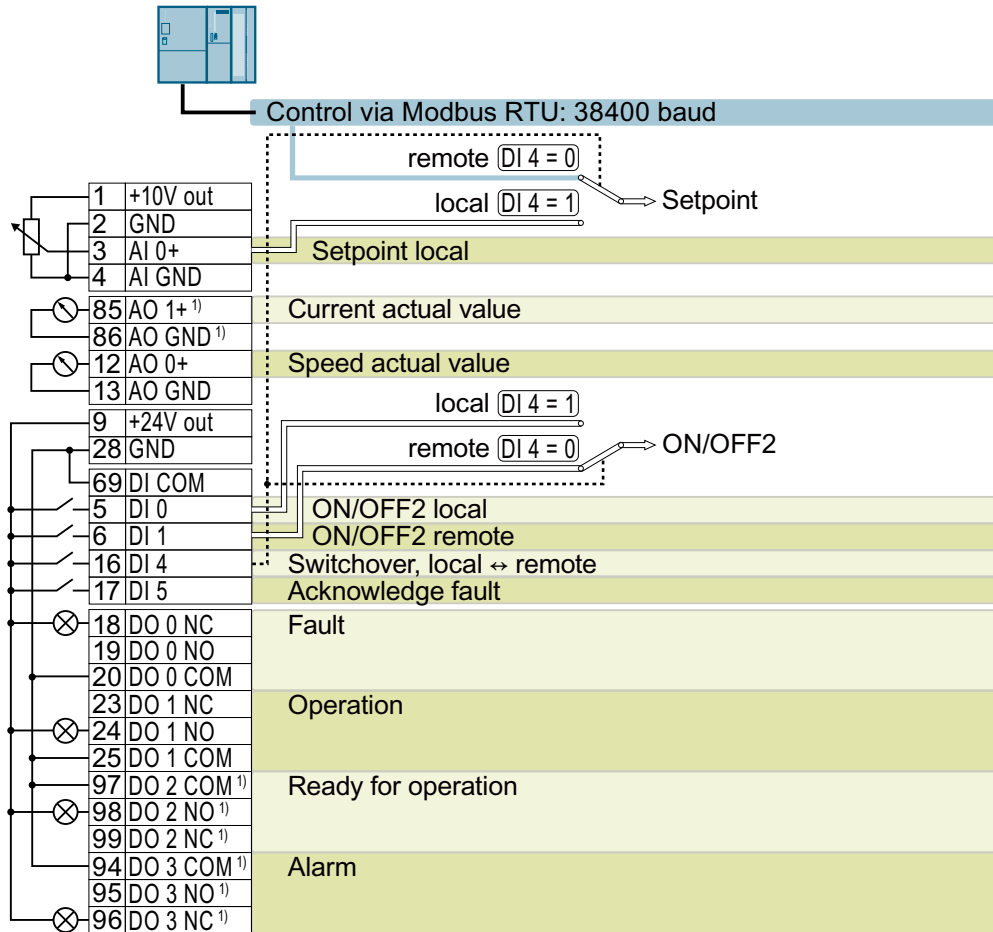 Control via Modbus RTU: 38400 baud
remote DI 4 = 0
local DI 4 = 1
Setpoint
1 +10V out
2 GND
3 AI 0+ Setpoint local
4 AI GND
85 AO 1+ 1) Current actual value
86 AO GND 1)
12 AO 0+ Speed actual value
13 AO GND
local DI 4 = 1
9 +24V out
28 GND
remote DI 4 = 0
ON/OFF2
69 DI COM
5 DI 0 ON/OFF2 local
6 DI 1 ON/OFF2 remote
16 DI 4 Switchover, local ↔ remote
17 DI 5 Acknowledge fault
18 DO 0 NC Fault
19 DO 0 NO
20 DO 0 COM
23 DO 1 NC Operation
24 DO 1 NO
25 DO 1 COM
97 DO 2 COM 1) Ready for operation
98 DO 2 NO 1)
99 DO 2 NC 1)
94 DO 3 COM 1) Alarm
95 DO 3 NO 1)
96 DO 3 NC 1)